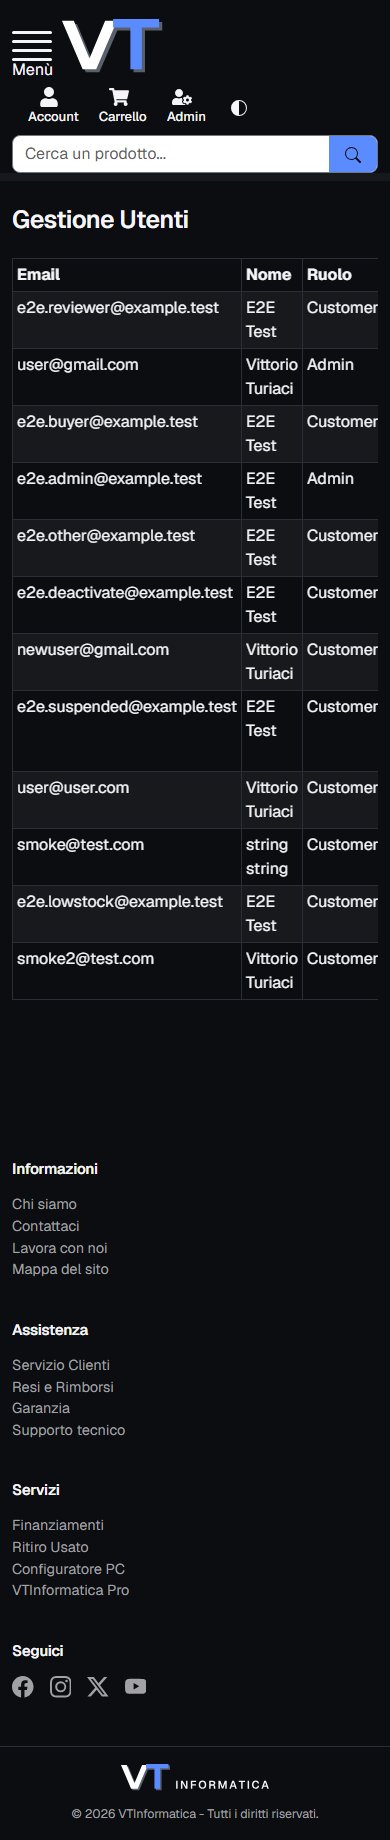 VT
Menù
Account Carrello Admin
Cerca un prodotto...
Gestione Utenti
Email Nome Ruolo
e2e.reviewer@example.test E2E Test Customer
user@gmail.com Vittorio Turiaci Admin
e2e.buyer@example.test E2E Test Customer
e2e.admin@example.test E2E Test Admin
e2e.other@example.test E2E Test Customer
e2e.deactivate@example.test E2E Test Customer
newuser@gmail.com Vittorio Turiaci Customer
e2e.suspended@example.test E2E Test Customer
user@user.com Vittorio Turiaci Customer
smoke@test.com string string Customer
e2e.lowstock@example.test E2E Test Customer
smoke2@test.com Vittorio Turiaci Customer
Informazioni
Chi siamo
Contattaci
Lavora con noi
Mappa del sito
Assistenza
Servizio Clienti
Resi e Rimborsi
Garanzia
Supporto tecnico
Servizi
Finanziamenti
Ritiro Usato
Configuratore PC
VTInformatica Pro
Seguici
VT INFORMATICA
© 2026 VTInformatica - Tutti i diritti riservati.